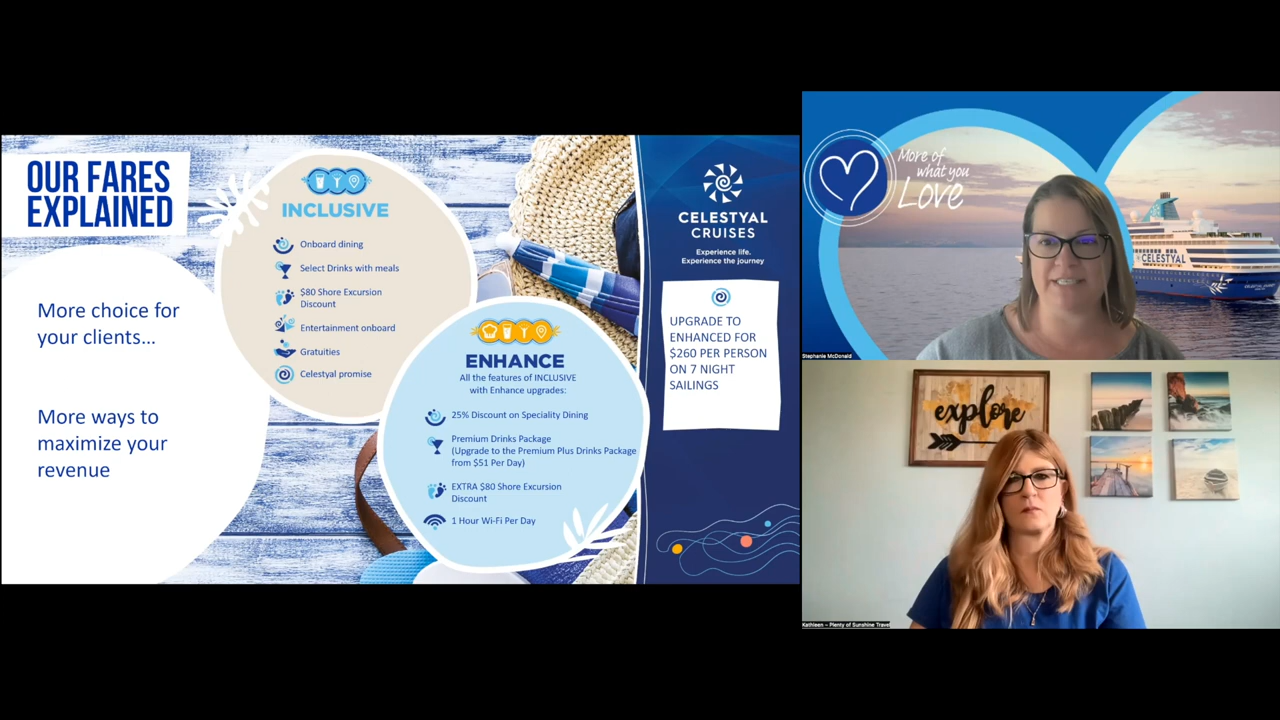 OUR FARES
EXPLAINED
More choice for
your clients...
More ways to
maximize your
revenue
INCLUSIVE
Onboard dining
Select Drinks with meals
$80 Shore Excursion
Discount
Entertainment onboard
Gratuities
Celestyal promise
ENHANCE
All the features of INCLUSIVE
with Enhance upgrades:
25% Discount on Speciality Dining
Premium Drinks Package
(Upgrade to the Premium Plus Drinks Package
from $51 Per Day)
EXTRA $80 Shore Excursion
Discount
1 Hour Wi-Fi Per Day
CELESTYAL
CRUISES
Experience life.
Experience the journey
UPGRADE TO
ENHANCED FOR
$260 PER PERSON
ON 7 NIGHT
SAILINGS
More of
what you
Love
CELESTYAL
Stephanie McDonald
explore
Kathleen – Plenty of Sunshine Travel